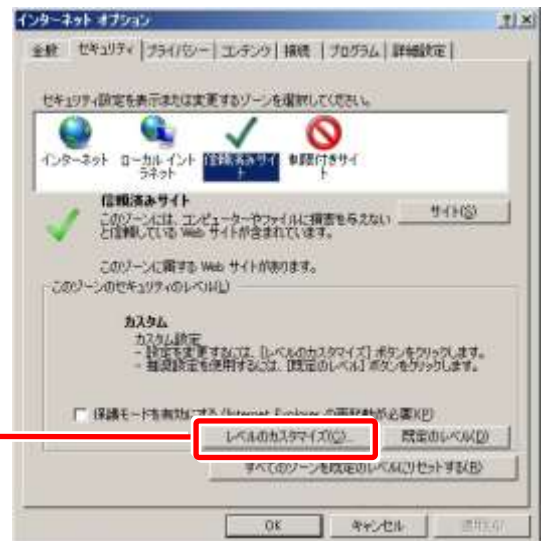 インターネット オプション
全般 セキュリティ プライバシー コンテンツ 接続 プログラム 詳細設定
セキュリティ設定を表示または変更するゾーンを選択してください。
インターネット ローカル イントラネット 信頼済みサイト 制限付きサイト
信頼済みサイト
このゾーンには、コンピューターやファイルに損害を与えない
と信頼している Web サイトが含まれています。
サイト(S)
このゾーンに属する Web サイトがあります。
このゾーンのセキュリティのレベル(L)
カスタム
カスタム設定
- 設定を変更するには、[レベルのカスタマイズ] ボタンをクリックします。
- 推奨設定を使用するには、[既定のレベル] ボタンをクリックします。
保護モードを有効にする (Internet Explorer の再起動が必要)(P)
レベルのカスタマイズ(C)... 既定のレベル(D)
すべてのゾーンを既定のレベルにリセットする(R)
OK キャンセル 適用(A)